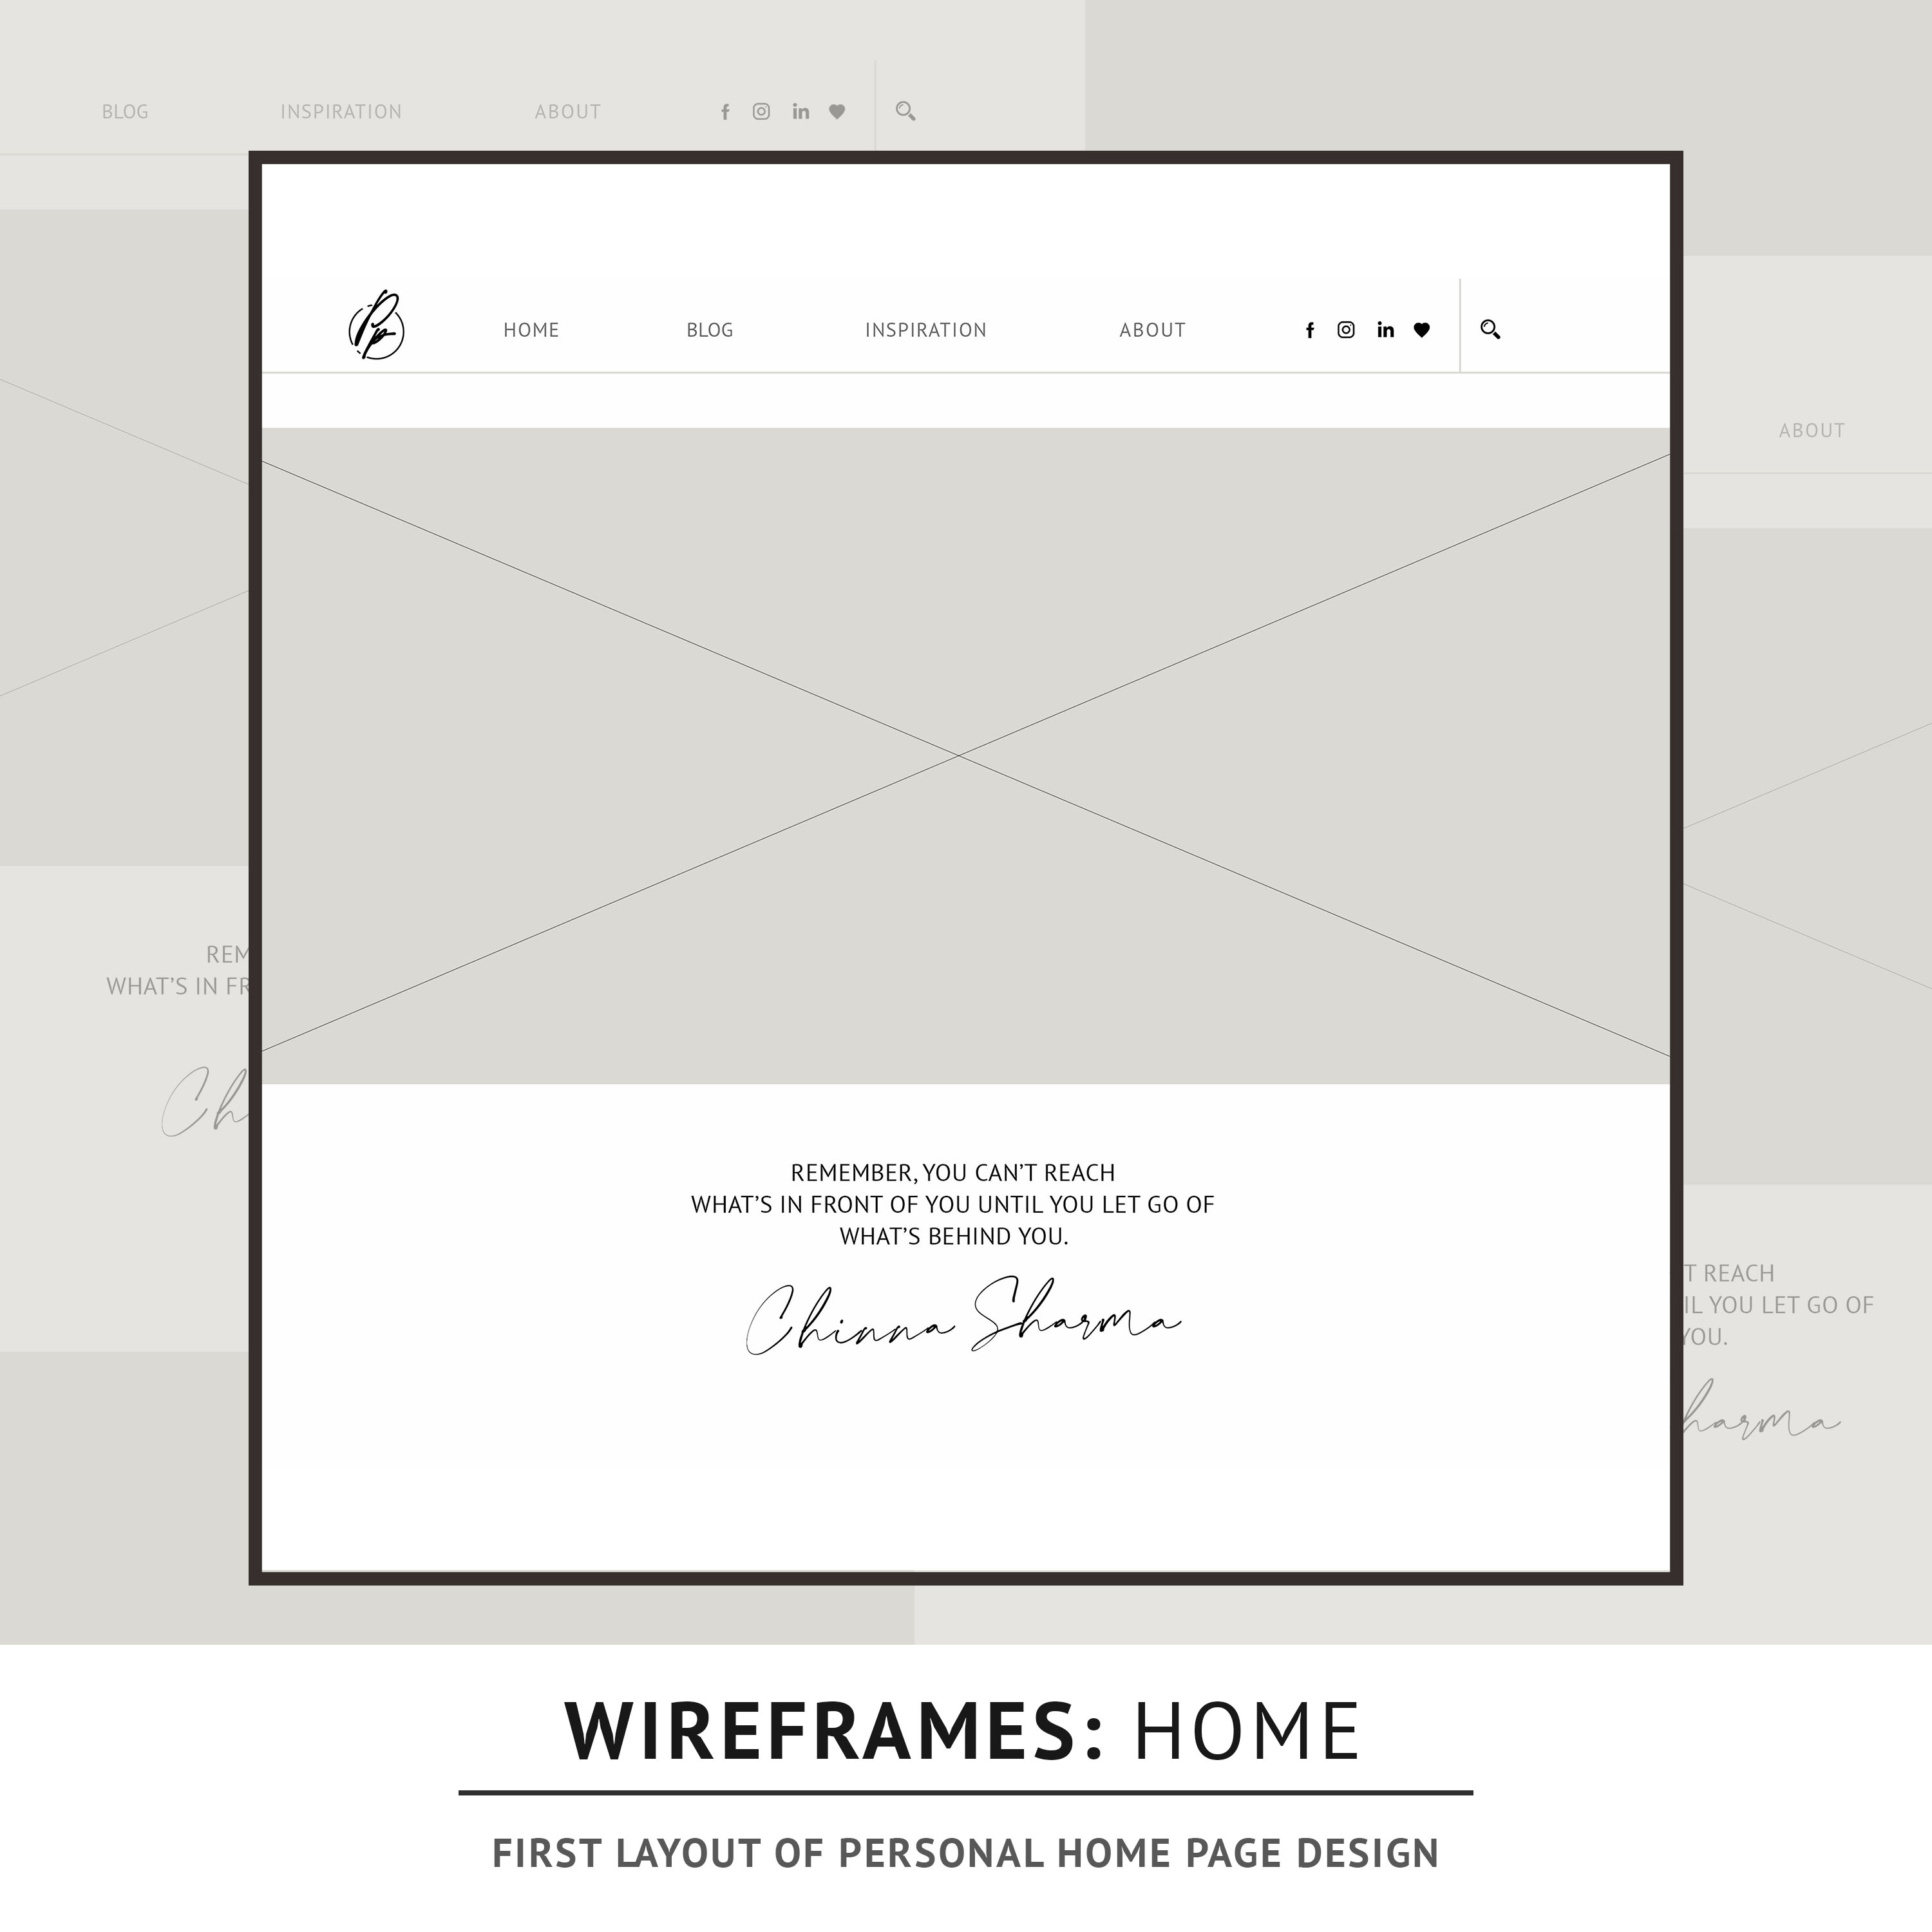 BLOG INSPIRATION ABOUT f in
HOME BLOG INSPIRATION ABOUT f in
ABOUT
REM
WHAT’S IN FR
Ch
REMEMBER, YOU CAN’T REACH
WHAT’S IN FRONT OF YOU UNTIL YOU LET GO OF
WHAT’S BEHIND YOU.
Chinna Sharma
T REACH
IL YOU LET GO OF
YOU.
harma
WIREFRAMES: HOME
FIRST LAYOUT OF PERSONAL HOME PAGE DESIGN